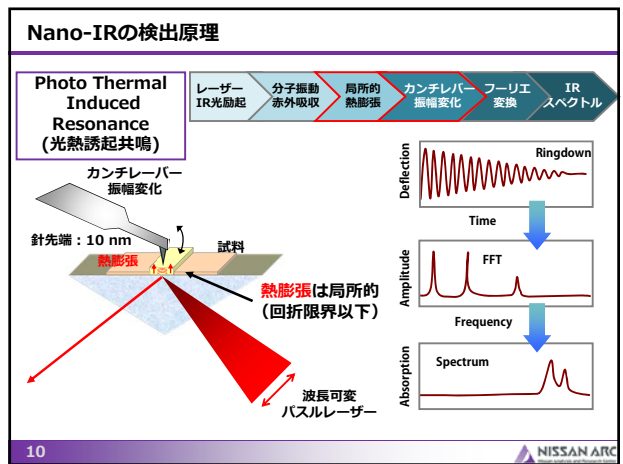 Nano-IRの検出原理
Photo Thermal
Induced
Resonance
(光熱誘起共鳴)
レーザー
IR光励起
分子振動
赤外吸収
局所的
熱膨張
カンチレバー
振幅変化
フーリエ
変換
IR
スペクトル
カンチレーバー
振幅変化
針先端：10 nm
熱膨張
試料
熱膨張は局所的
（回折限界以下）
波長可変
パスルレーザー
Deflection
Ringdown
Time
Amplitude
FFT
Frequency
Absorption
Spectrum
10
NISSAN ARC